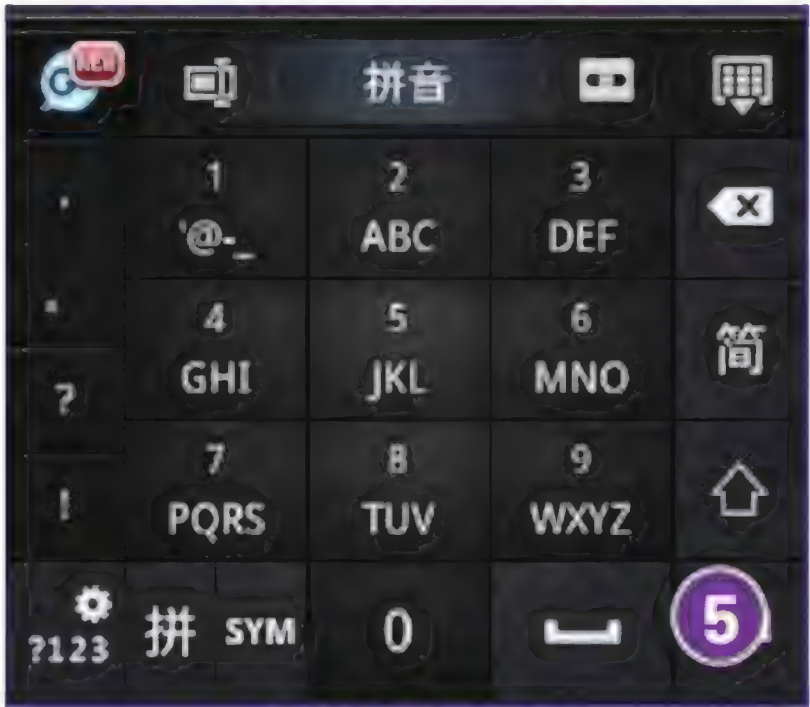 New 拼音
1 2 3
'@-_ ABC DEF
4 5 6 简
GHI JKL MNO
? 7 8 9
! PQRS TUV WXYZ
?123 拼 SYM 0 5